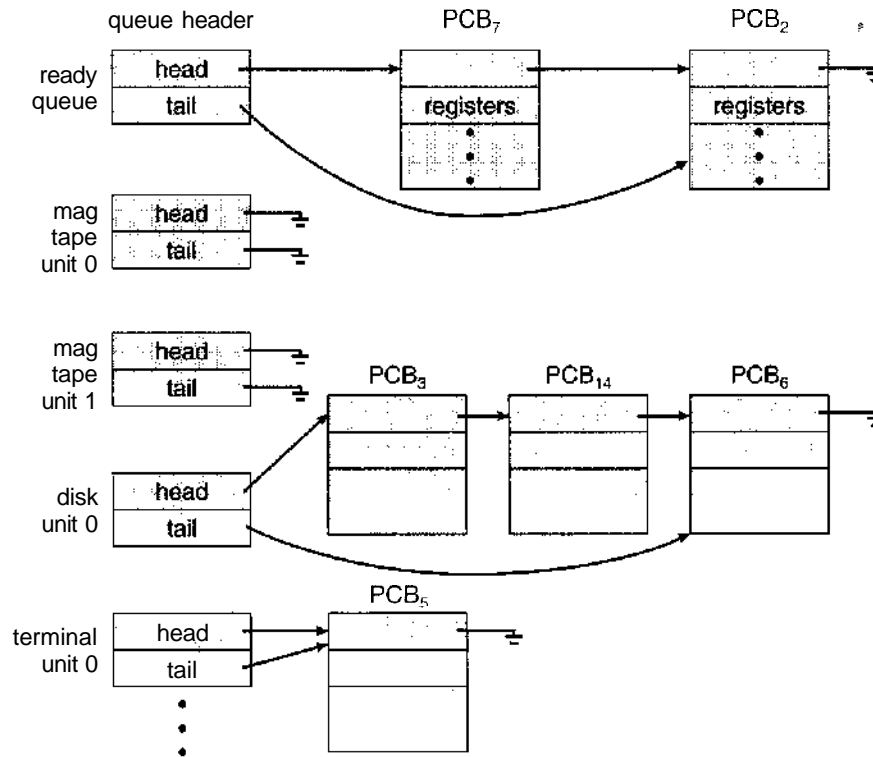 queue header
PCB₇
PCB₂
ready
queue
head
tail
registers
registers
mag
tape
unit 0
head
tail
mag
tape
unit 1
head
tail
PCB₃
PCB₁₄
PCB₆
disk
unit 0
head
tail
PCB₅
terminal
unit 0
head
tail